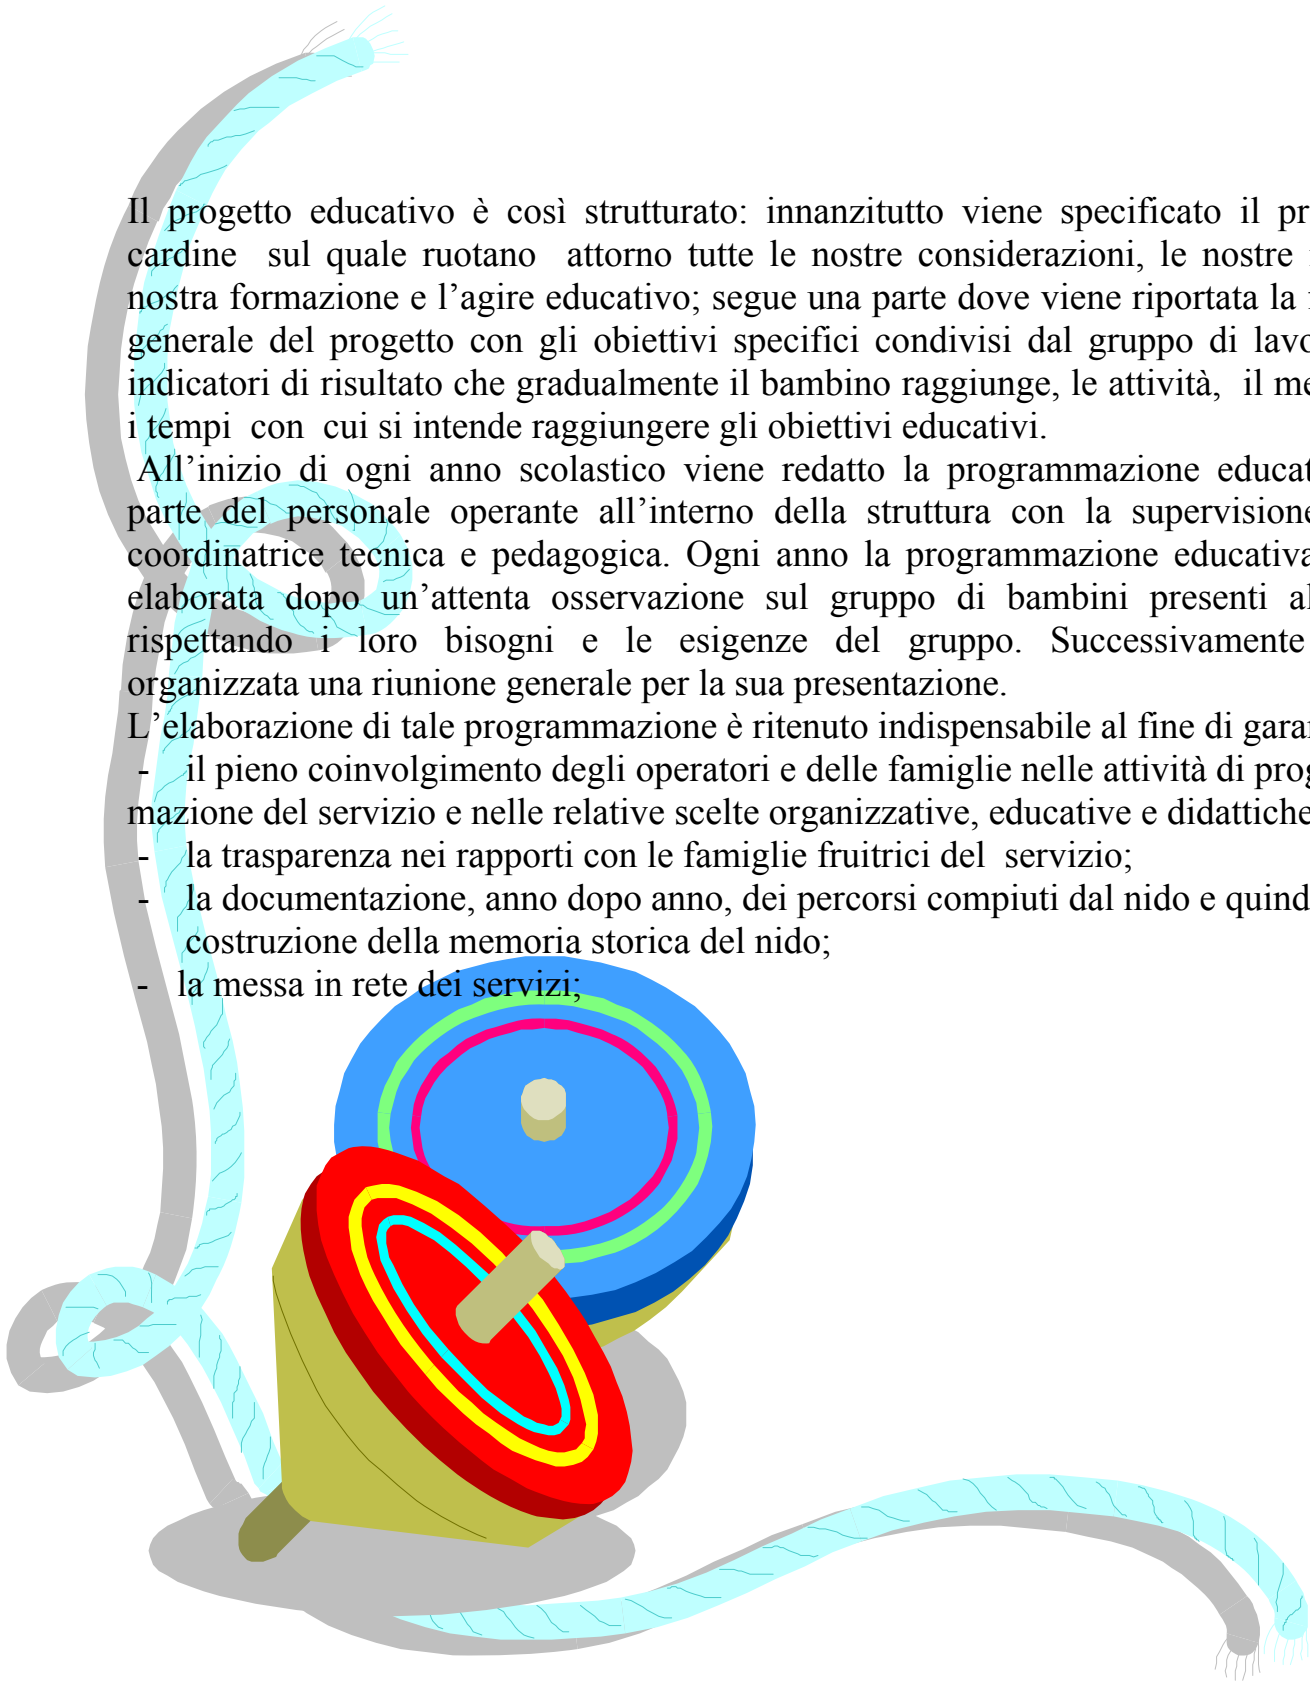 Il progetto educativo è così strutturato: innanzitutto viene specificato il pr
cardine sul quale ruotano attorno tutte le nostre considerazioni, le nostre
nostra formazione e l’agire educativo; segue una parte dove viene riportata la
generale del progetto con gli obiettivi specifici condivisi dal gruppo di lavo
indicatori di risultato che gradualmente il bambino raggiunge, le attività, il me
i tempi con cui si intende raggiungere gli obiettivi educativi.
All’inizio di ogni anno scolastico viene redatto la programmazione educat
parte del personale operante all’interno della struttura con la supervisione
coordinatrice tecnica e pedagogica. Ogni anno la programmazione educativa
elaborata dopo un’attenta osservazione sul gruppo di bambini presenti al
rispettando i loro bisogni e le esigenze del gruppo. Successivamente
organizzata una riunione generale per la sua presentazione.
L’elaborazione di tale programmazione è ritenuto indispensabile al fine di garan
- il pieno coinvolgimento degli operatori e delle famiglie nelle attività di prog
mazione del servizio e nelle relative scelte organizzative, educative e didattiche
- la trasparenza nei rapporti con le famiglie fruitrici del servizio;
- la documentazione, anno dopo anno, dei percorsi compiuti dal nido e quind
costruzione della memoria storica del nido;
- la messa in rete dei servizi;